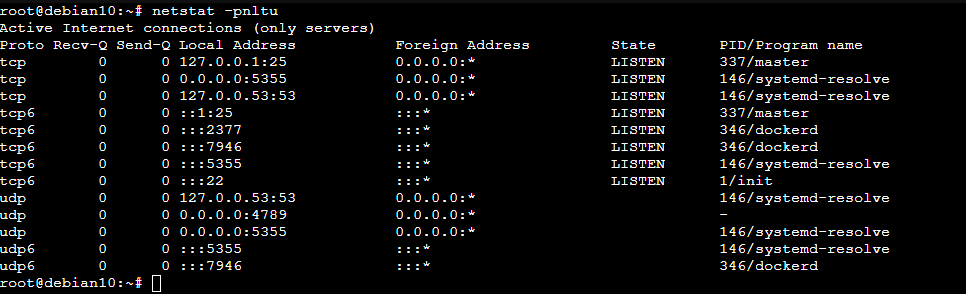 root@debian10:~# netstat -pnltu
Active Internet connections (only servers)
Proto Recv-Q Send-Q Local Address           Foreign Address         State       PID/Program name
tcp        0      0 127.0.0.1:25            0.0.0.0:*               LISTEN      337/master
tcp        0      0 0.0.0.0:5355            0.0.0.0:*               LISTEN      146/systemd-resolve
tcp        0      0 127.0.0.53:53           0.0.0.0:*               LISTEN      146/systemd-resolve
tcp6       0      0 ::1:25                  :::*                    LISTEN      337/master
tcp6       0      0 :::2377                 :::*                    LISTEN      346/dockerd
tcp6       0      0 :::7946                 :::*                    LISTEN      346/dockerd
tcp6       0      0 :::5355                 :::*                    LISTEN      146/systemd-resolve
tcp6       0      0 :::22                   :::*                    LISTEN      1/init
udp        0      0 127.0.0.53:53           0.0.0.0:*                           146/systemd-resolve
udp        0      0 0.0.0.0:4789            0.0.0.0:*                           -
udp        0      0 0.0.0.0:5355            0.0.0.0:*                           146/systemd-resolve
udp6       0      0 :::5355                 :::*                                146/systemd-resolve
udp6       0      0 :::7946                 :::*                                346/dockerd
root@debian10:~#